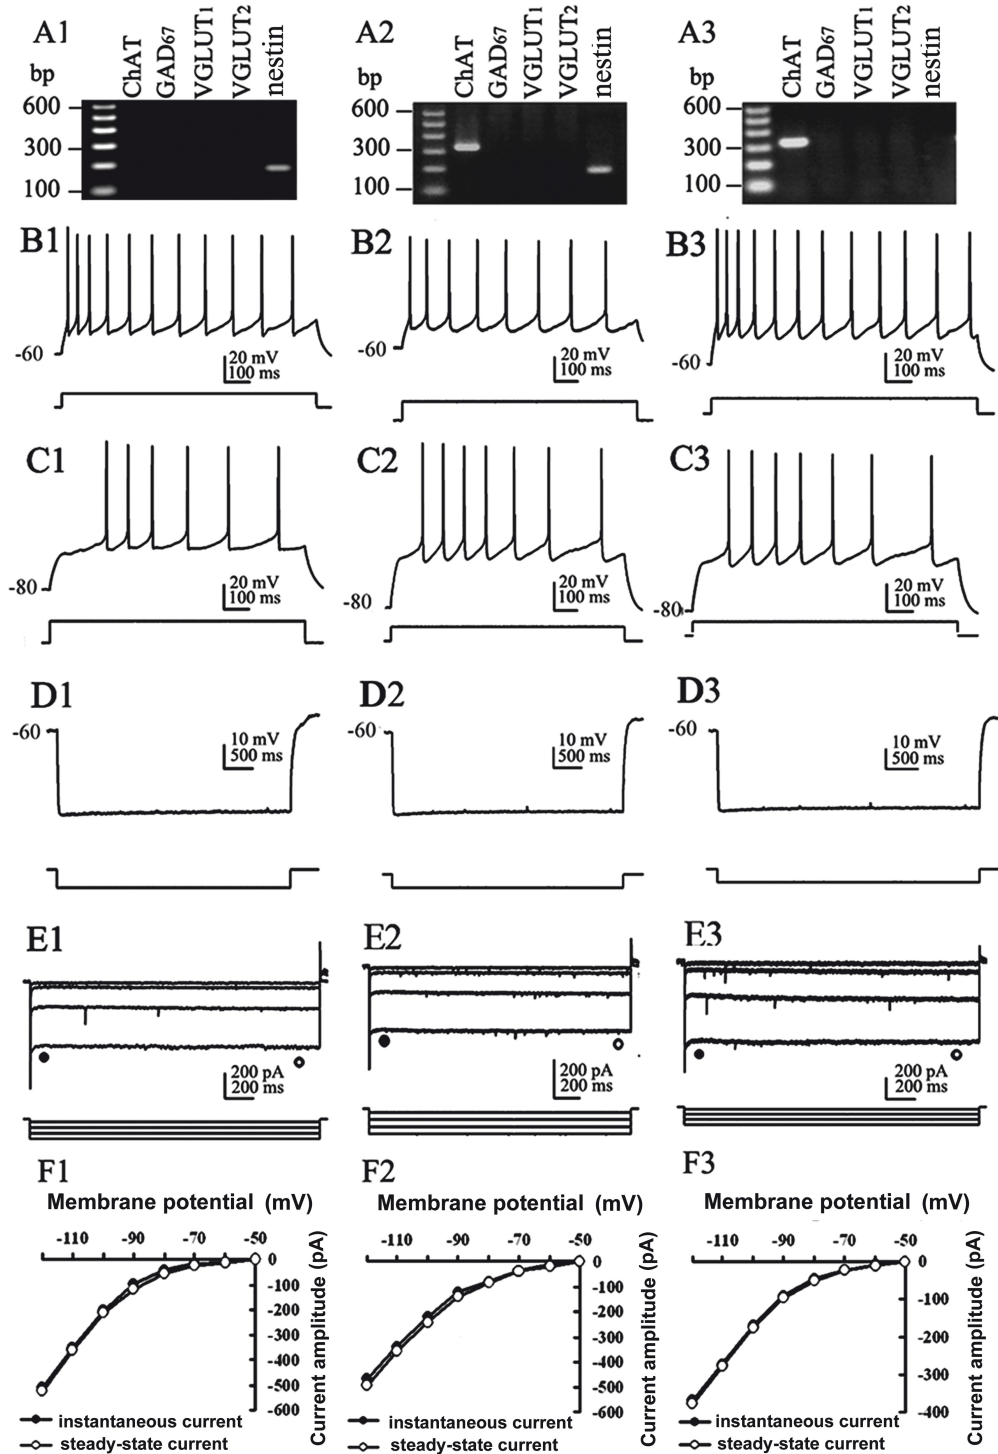 A1
bp
ChAT
GAD67
VGLUT1
VGLUT2
nestin
600
300
100
A2
bp
ChAT
GAD67
VGLUT1
VGLUT2
nestin
600
300
100
A3
bp
ChAT
GAD67
VGLUT1
VGLUT2
nestin
600
300
100
B1
-60
20 mV
100 ms
B2
-60
20 mV
100 ms
B3
-60
20 mV
100 ms
C1
-80
20 mV
100 ms
C2
-80
20 mV
100 ms
C3
-80
20 mV
100 ms
D1
-60
10 mV
500 ms
D2
-60
10 mV
500 ms
D3
-60
10 mV
500 ms
E1
200 pA
200 ms
E2
200 pA
200 ms
E3
200 pA
200 ms
F1
Membrane potential (mV)
-110 -90 -70 -50
0
-100
-200
-300
-400
-500
-600
Current amplitude (pA)
instantaneous current
steady-state current
F2
Membrane potential (mV)
-110 -90 -70 -50
0
-100
-200
-300
-400
-500
-600
Current amplitude (pA)
instantaneous current
steady-state current
F3
Membrane potential (mV)
-110 -90 -70 -50
0
-100
-200
-300
-400
Current amplitude (pA)
instantaneous current
steady-state current